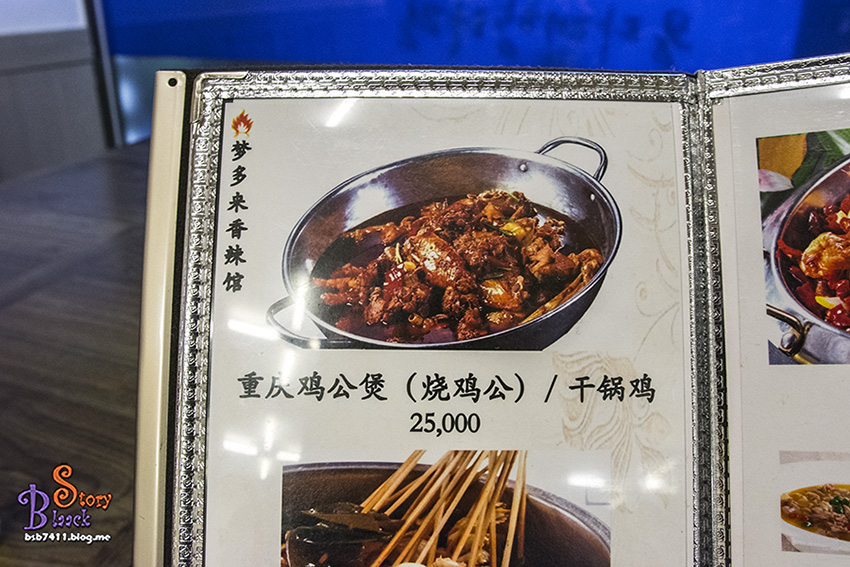 梦多来香辣馆
重庆鸡公煲（烧鸡公）/ 干锅鸡
25,000
Story
Blaack
bsb7411.blog.me